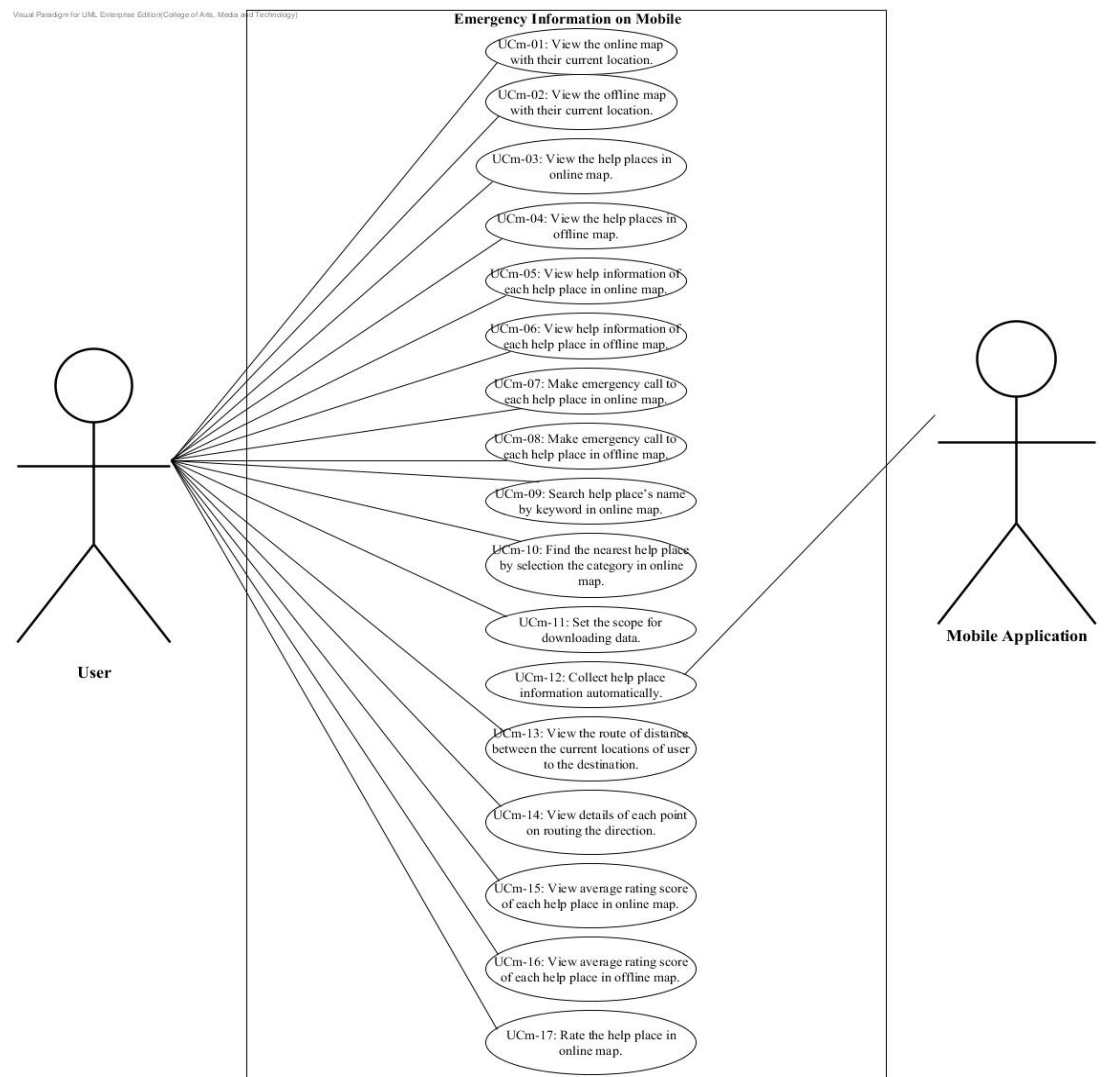 Visual Paradigm for UML Enterprise Edition(College of Arts, Media and Technology)
Emergency Information on Mobile
UCm-01: View the online map
with their current location.
UCm-02: View the offline map
with their current location.
UCm-03: View the help places in
online map.
UCm-04: View the help places in
offline map.
UCm-05: View help information of
each help place in online map.
UCm-06: View help information of
each help place in offline map.
UCm-07: Make emergency call to
each help place in online map.
UCm-08: Make emergency call to
each help place in offline map.
UCm-09: Search help place's name
by keyword in online map.
UCm-10: Find the nearest help place
by selection the category in online
map.
UCm-11: Set the scope for
downloading data.
UCm-12: Collect help place
information automatically.
UCm-13: View the route of distance
between the current locations of user
to the destination.
UCm-14: View details of each point
on routing the direction.
UCm-15: View average rating score
of each help place in online map.
UCm-16: View average rating score
of each help place in offline map.
UCm-17: Rate the help place in
online map.
User
Mobile Application